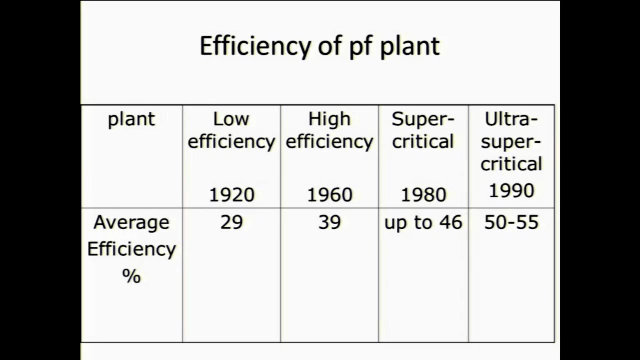 Efficiency of pf plant
plant
Low
efficiency
1920
High
efficiency
1960
Super-
critical
1980
Ultra-
super-
critical
1990
Average
Efficiency
%
29
39
up to 46
50-55